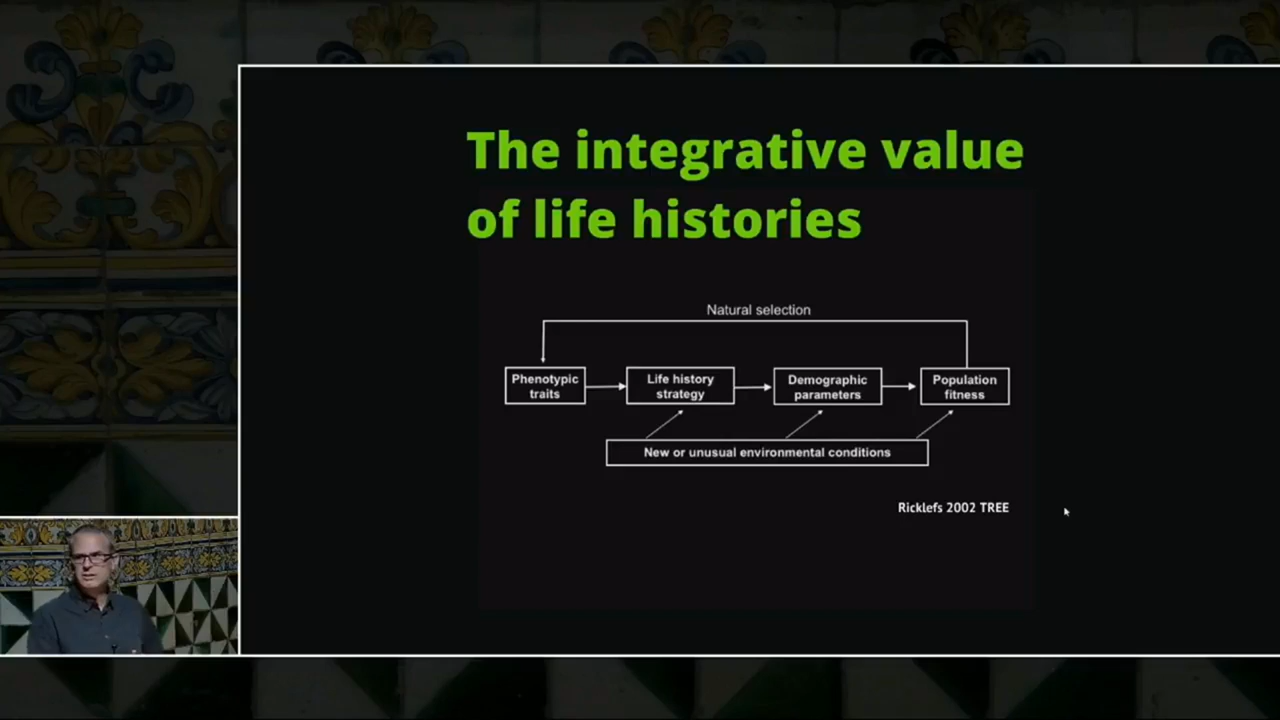 The integrative value
of life histories
Natural selection
Phenotypic
traits
Life history
strategy
Demographic
parameters
Population
fitness
New or unusual environmental conditions
Ricklefs 2002 TREE